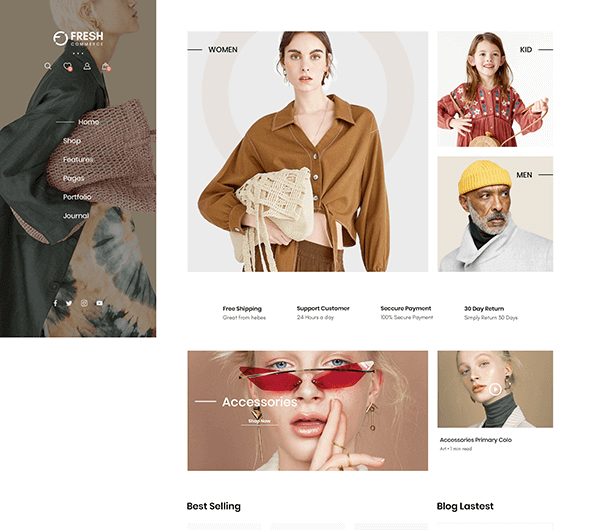 FRESH
COMMERCE
Home
Shop
Features
Pages
Portfolio
Journal
WOMEN
KID
MEN
Free Shipping
Great from hebes
Support Customer
24 Hours a day
Seccure Payment
100% Secure Payment
30 Day Return
Simply Return 30 Days
Accessories
Shop Now
Accessories Primary Colo
Art • 1 min read
Best Selling
Blog Lastest